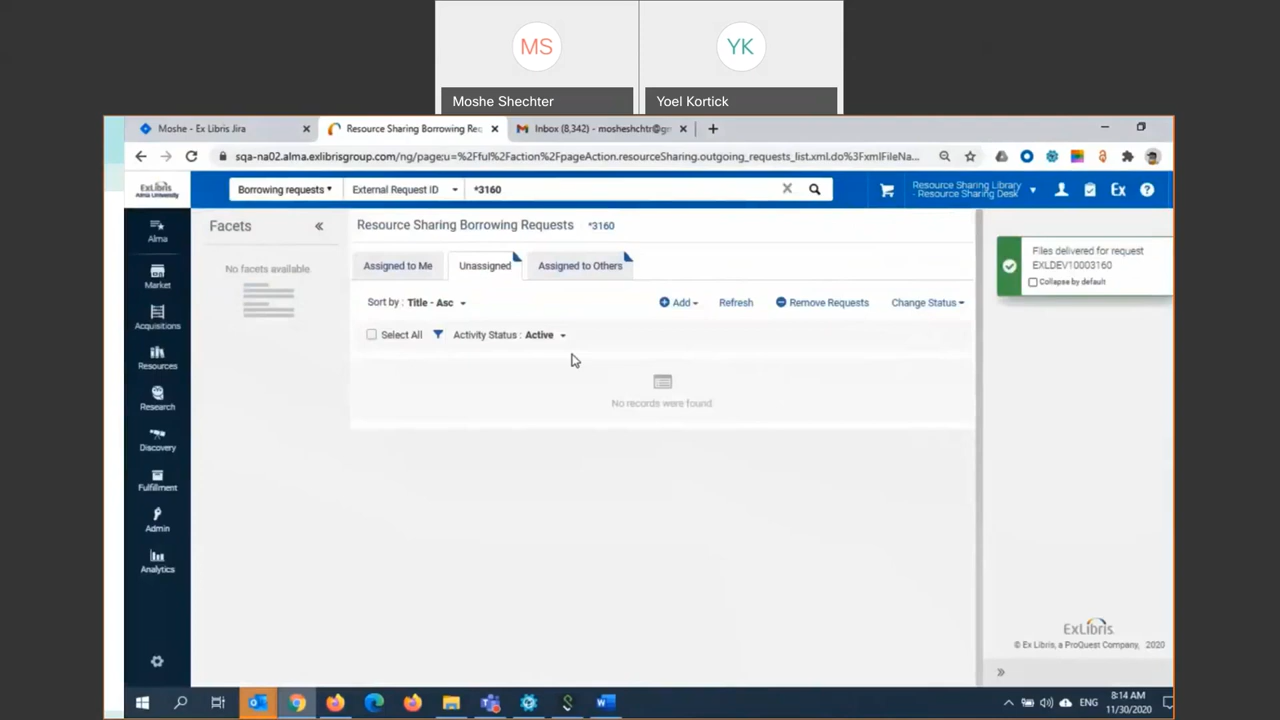 MS
YK
Moshe Shechter
Yoel Kortick
Moshe - Ex Libris Jira
Resource Sharing Borrowing Req
Inbox (8,342) - mosheshchtr@gm
sqa-na02.alma.exlibrisgroup.com/ng/page;u=%2Fful%2Faction%2FpageAction.resourceSharing.outgoing_requests_list.xml.do%3FxmlFileNa...
ExLibris
Alma University
Borrowing requests
External Request ID
*3160
Resource Sharing Library
- Resource Sharing Desk
Ex
Alma
Market
Acquisitions
Resources
Research
Discovery
Fulfillment
Admin
Analytics
Facets
No facets available
Resource Sharing Borrowing Requests *3160
Assigned to Me
Unassigned
Assigned to Others
Sort by : Title - Asc
Add
Refresh
Remove Requests
Change Status
Select All
Activity Status : Active
No records were found
Files delivered for request
EXLDEV10003160
Collapse by default
ExLibris
© Ex Libris, a ProQuest Company, 2020
ENG
8:14 AM
11/30/2020